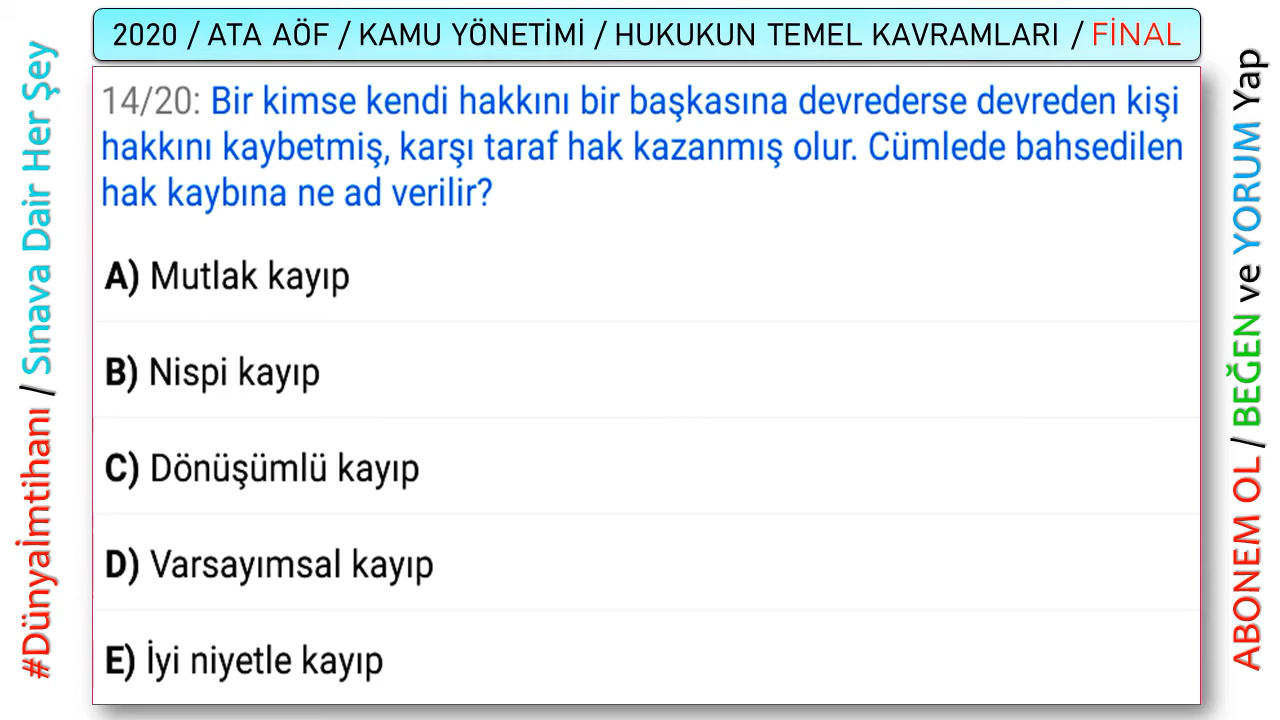 2020 / ATA AÖF / KAMU YÖNETİMİ / HUKUKUN TEMEL KAVRAMLARI / FİNAL
#Dünyaİmtihanı / Sınava Dair Her Şey
14/20: Bir kimse kendi hakkını bir başkasına devrederse devreden kişi
hakkını kaybetmiş, karşı taraf hak kazanmış olur. Cümlede bahsedilen
hak kaybına ne ad verilir?
A) Mutlak kayıp
B) Nispi kayıp
C) Dönüşümlü kayıp
D) Varsayımsal kayıp
E) İyi niyetle kayıp
ABONEM OL / BEĞEN ve YORUM Yap